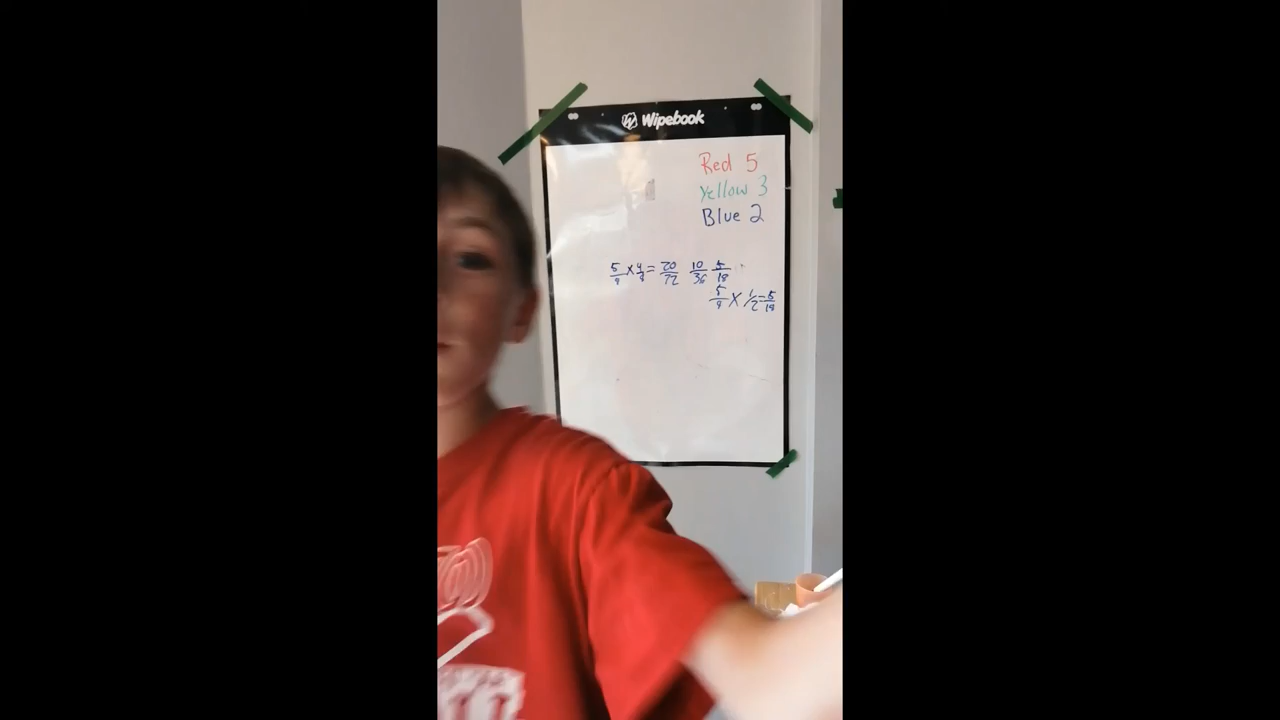 Wipebook
Red 5
Yellow 3
Blue 2
5/9 x 4/8 = 20/72 10/36 5/18
5/9 x 1/2 = 5/18